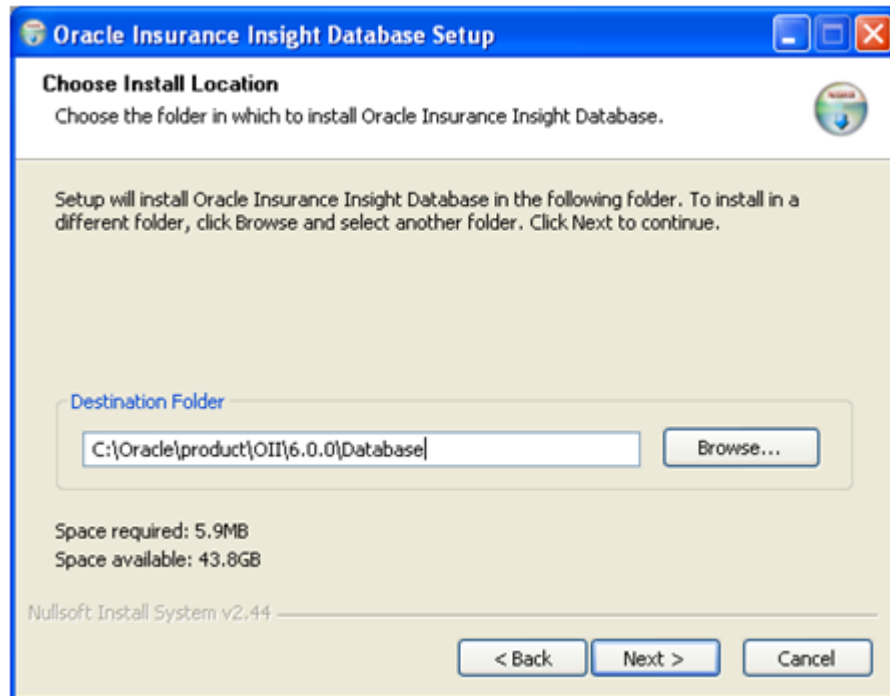 Oracle Insurance Insight Database Setup
Choose Install Location
Choose the folder in which to install Oracle Insurance Insight Database.
Setup will install Oracle Insurance Insight Database in the following folder. To install in a
different folder, click Browse and select another folder. Click Next to continue.
Destination Folder
C:\Oracle\product\OII\6.0.0\Database
Browse...
Space required: 5.9MB
Space available: 43.8GB
Nullsoft Install System v2.44
< Back Next > Cancel